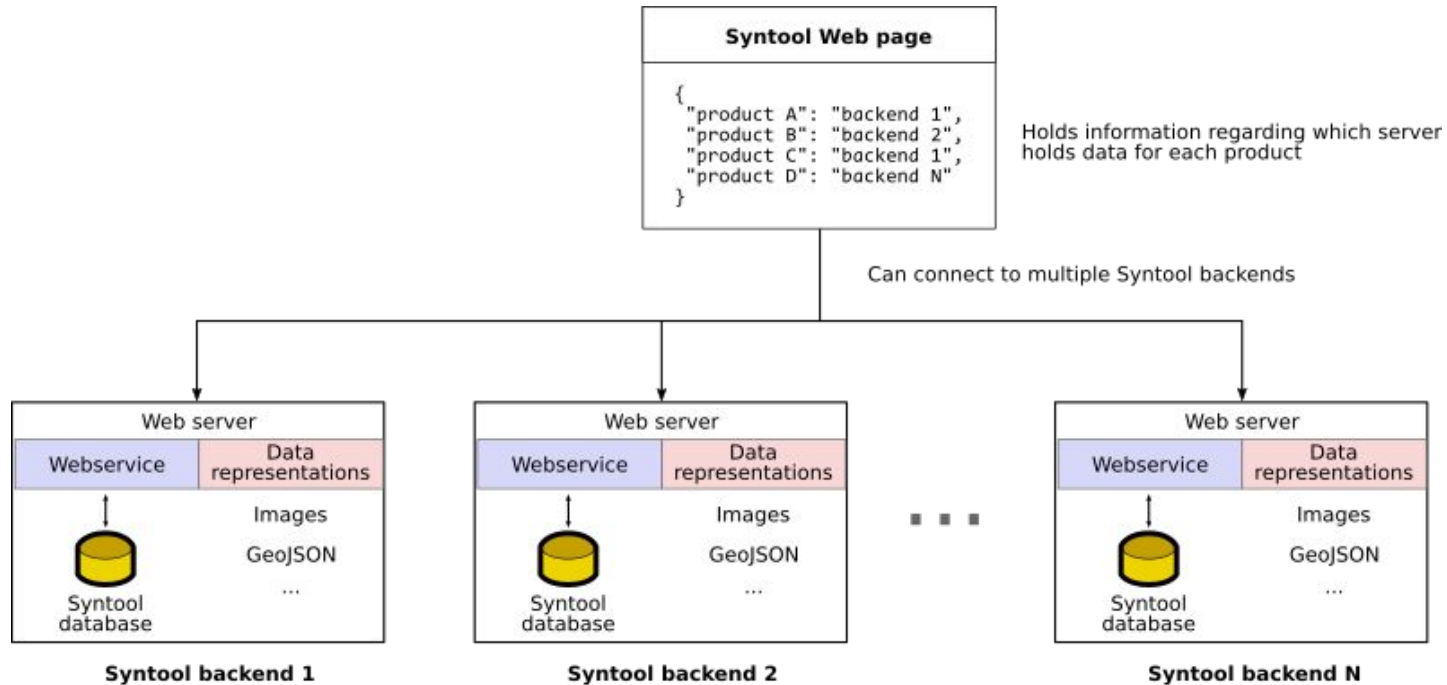 Syntool Web page
{
"product A": "backend 1",
"product B": "backend 2",
"product C": "backend 1",
"product D": "backend N"
}
Holds information regarding which server
holds data for each product
Can connect to multiple Syntool backends
Web server
Webservice
Data
representations
Images
GeoJSON
...
Syntool
database
Syntool backend 1
Web server
Webservice
Data
representations
Images
GeoJSON
...
Syntool
database
Syntool backend 2
Web server
Webservice
Data
representations
Images
GeoJSON
...
Syntool
database
Syntool backend N